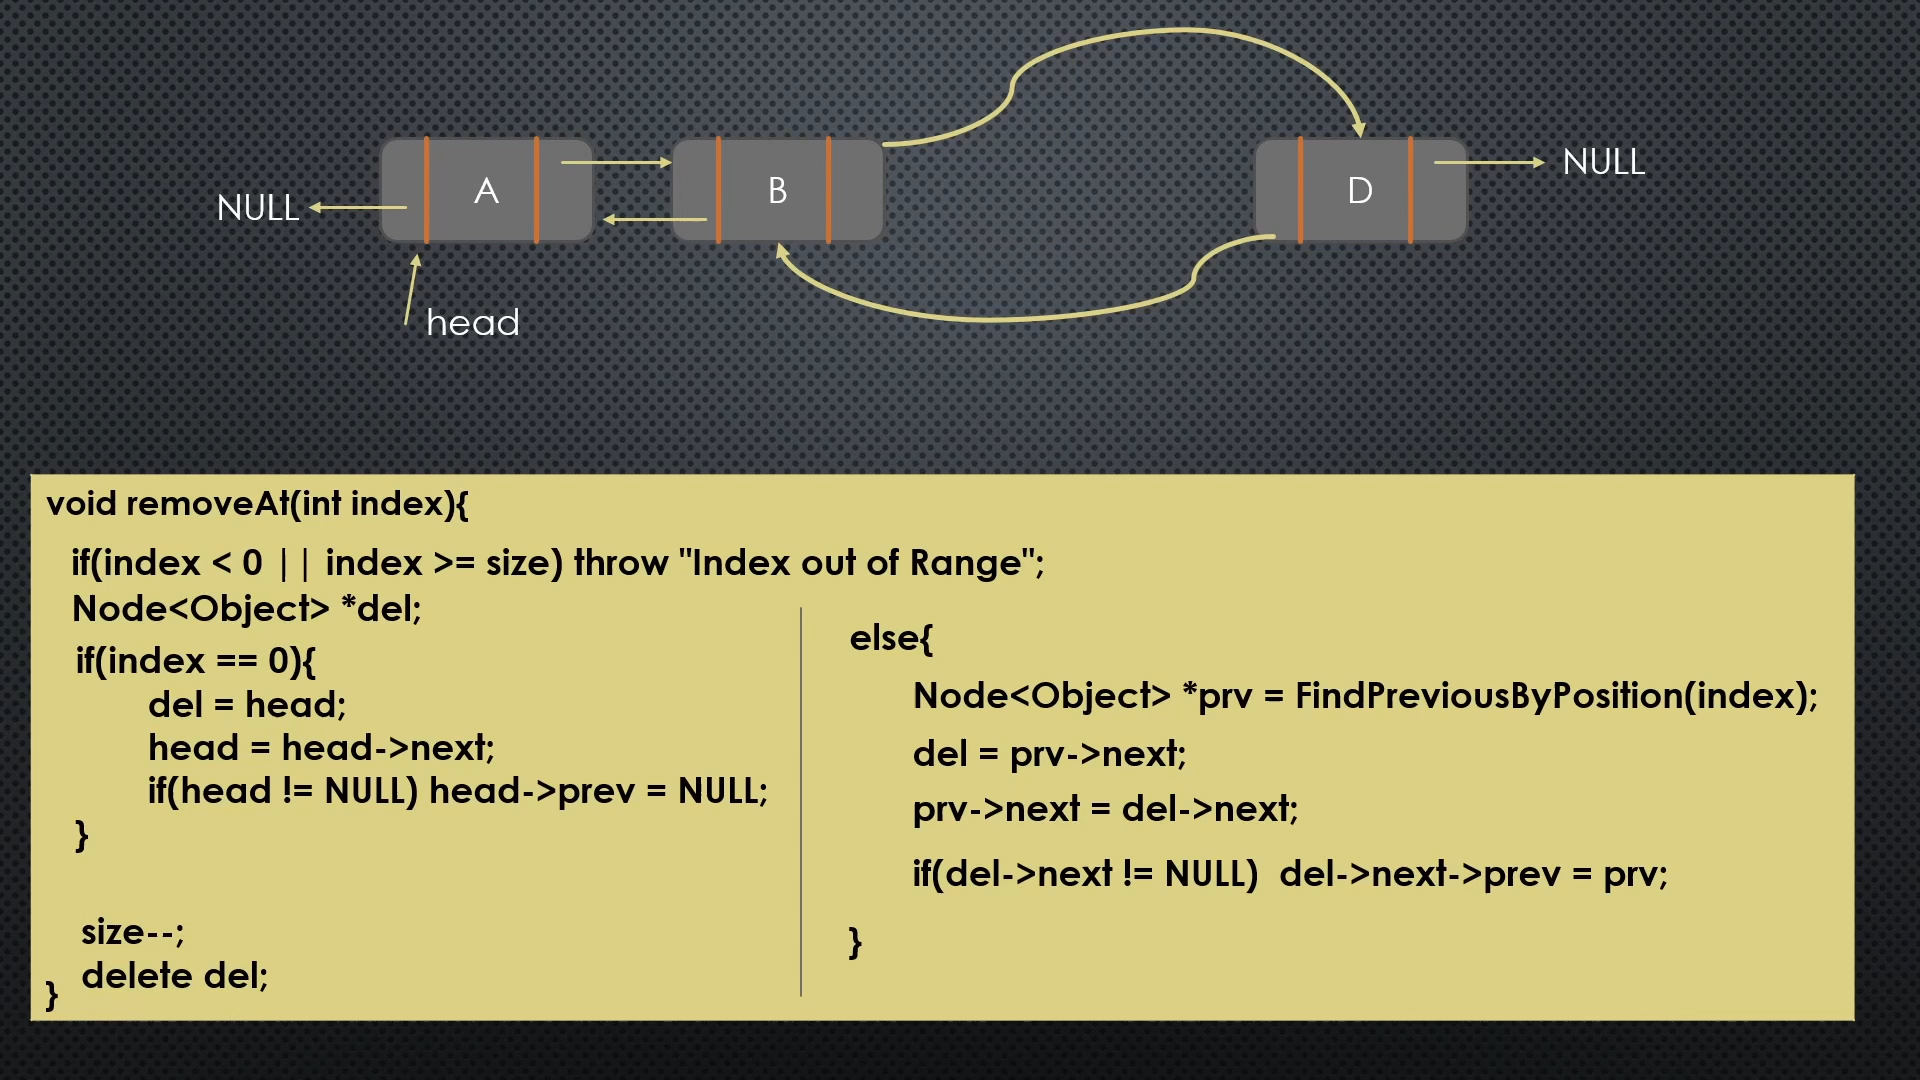 A
B
D
NULL
NULL
head
void removeAt(int index){
if(index < 0 || index >= size) throw "Index out of Range";
Node<Object> *del;
if(index == 0){
del = head;
head = head->next;
if(head != NULL) head->prev = NULL;
}
else{
Node<Object> *prv = FindPreviousByPosition(index);
del = prv->next;
prv->next = del->next;
if(del->next != NULL)  del->next->prev = prv;
}
size--;
delete del;
}